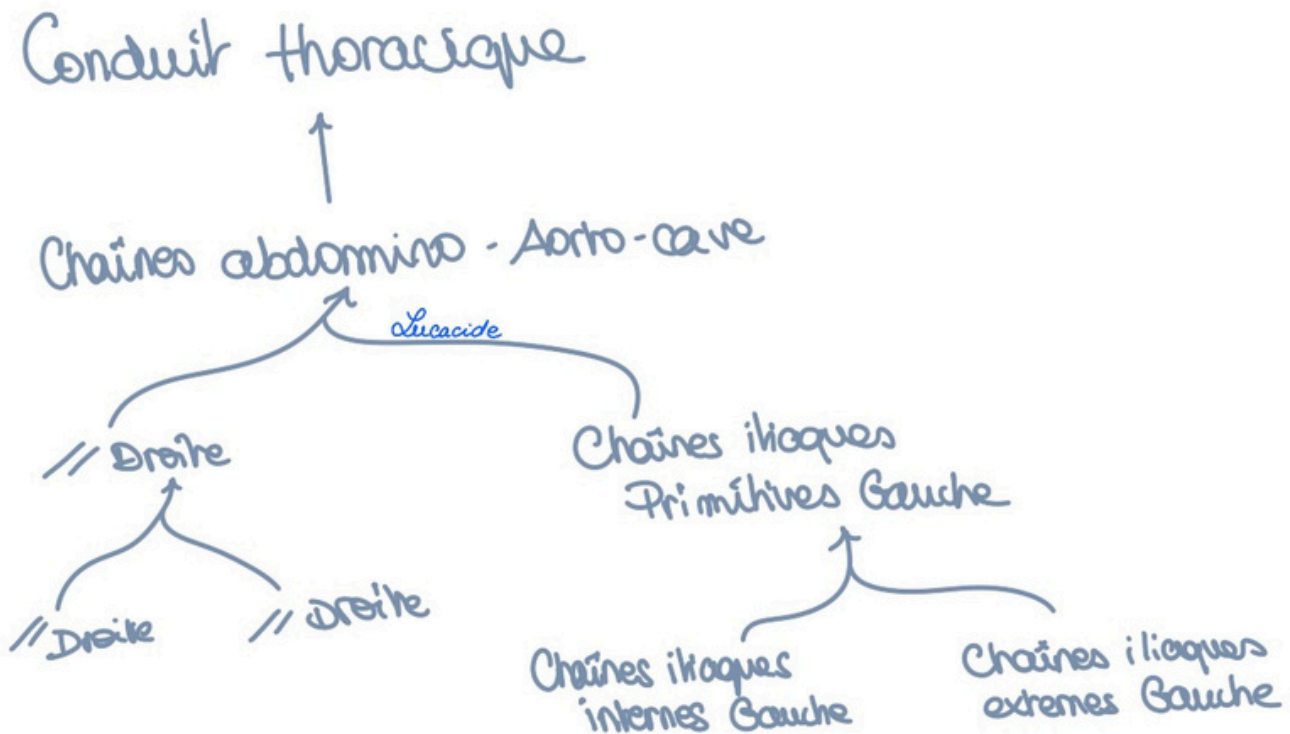 Conduit thoracique
Chaînes abdomino - Aorto-cave
Lucacide
// Droite
Chaînes iliaques
Primitives Gauche
// Droite
// Droite
Chaînes iliaques
internes Gauche
Chaînes iliaques
externes Gauche